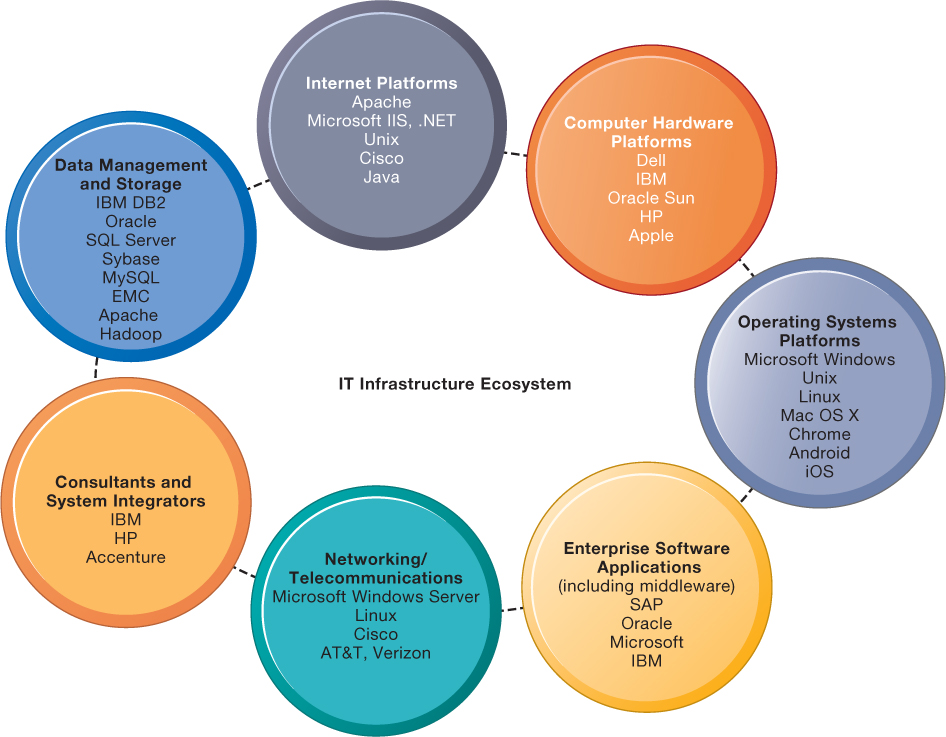 Internet Platforms
Apache
Microsoft IIS, .NET
Unix
Cisco
Java
Computer Hardware
Platforms
Dell
IBM
Oracle Sun
HP
Apple
Data Management
and Storage
IBM DB2
Oracle
SQL Server
Sybase
MySQL
EMC
Apache
Hadoop
Operating Systems
Platforms
Microsoft Windows
Unix
Linux
Mac OS X
Chrome
Android
iOS
IT Infrastructure Ecosystem
Consultants and
System Integrators
IBM
HP
Accenture
Networking/
Telecommunications
Microsoft Windows Server
Linux
Cisco
AT&T, Verizon
Enterprise Software
Applications
(including middleware)
SAP
Oracle
Microsoft
IBM